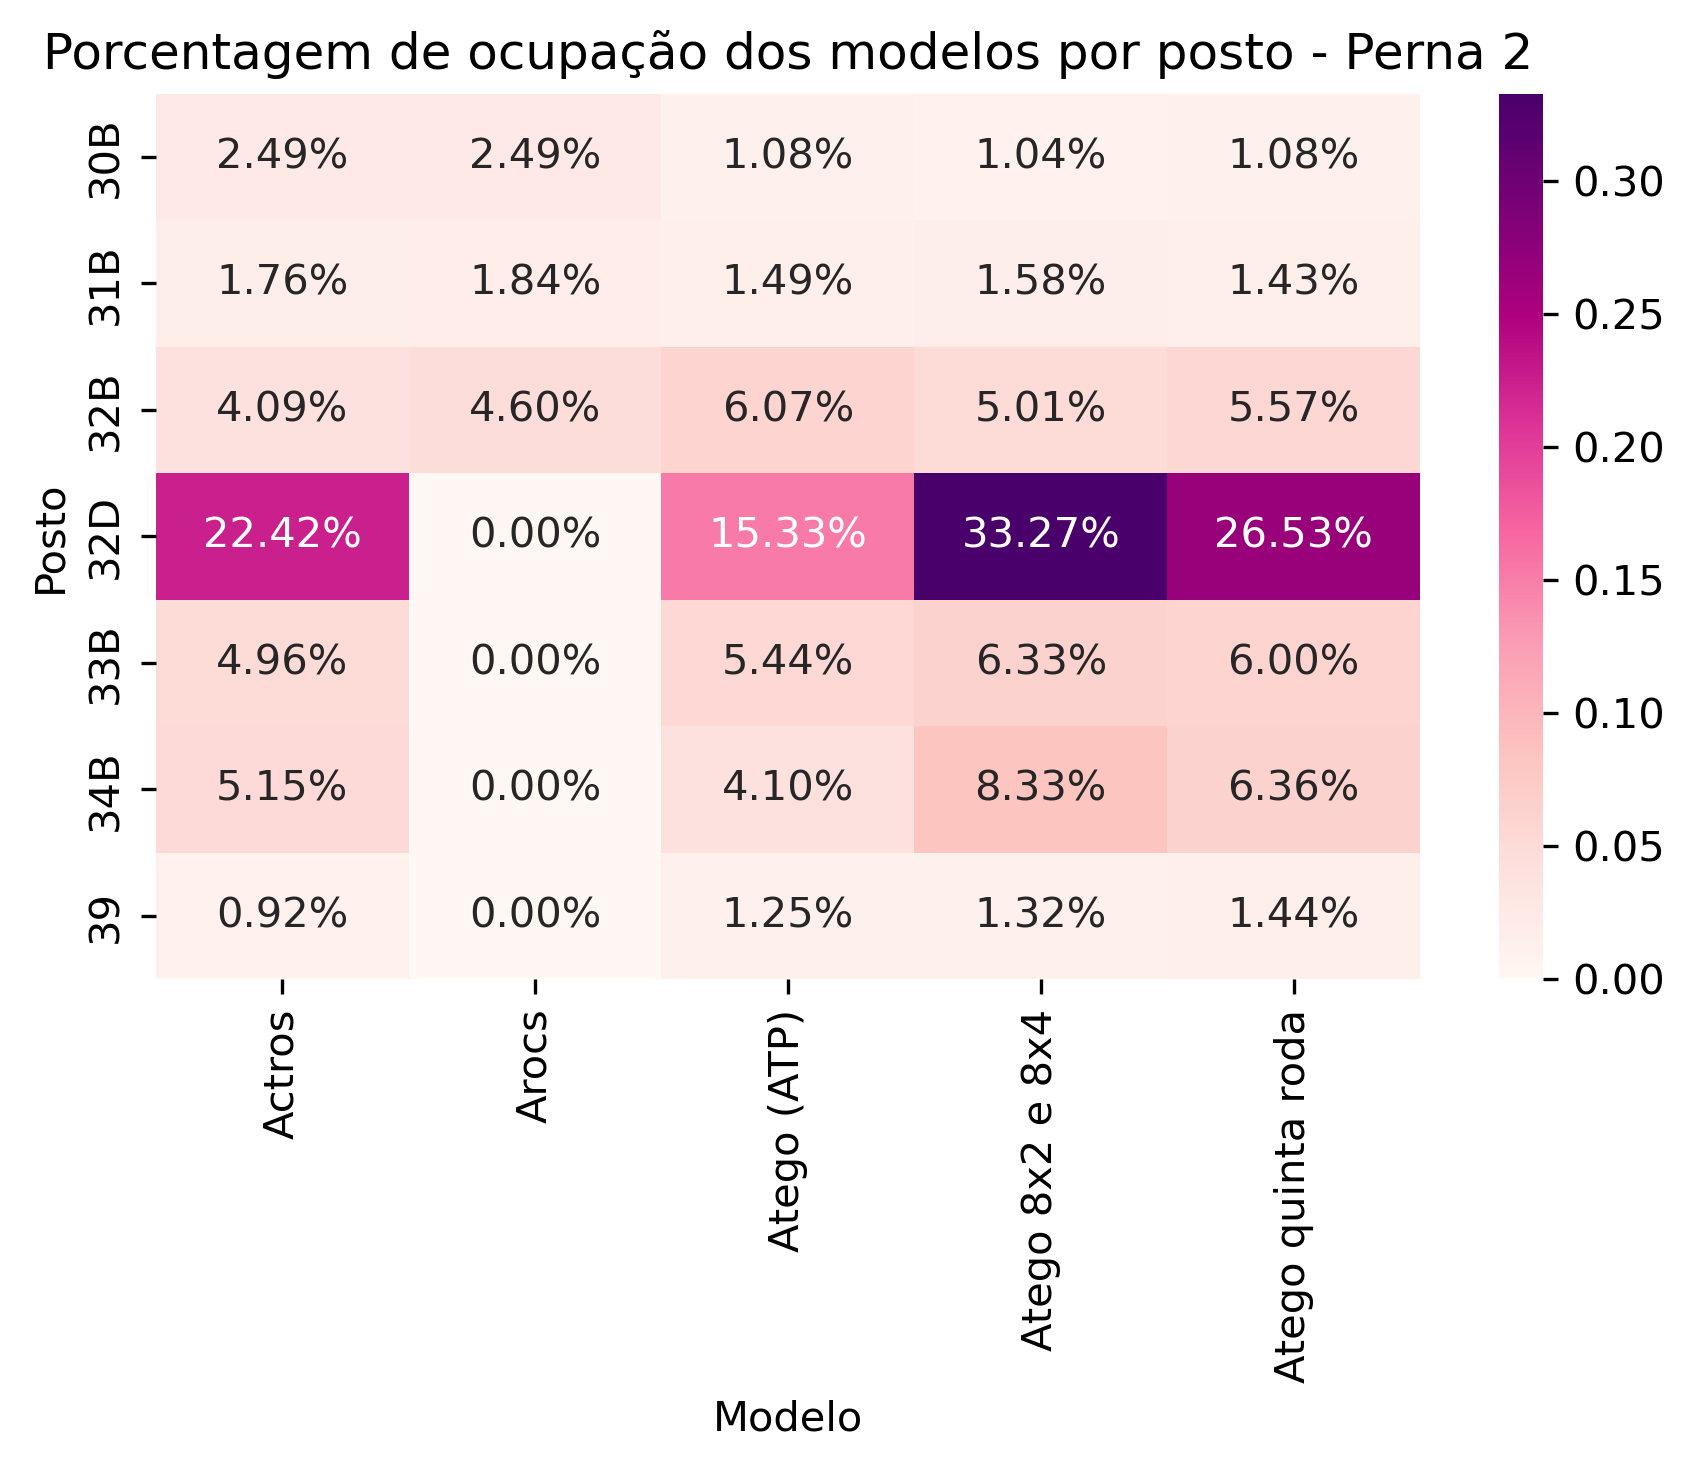 Porcentagem de ocupação dos modelos por posto - Perna 2
Posto
30B 2.49% 2.49% 1.08% 1.04% 1.08%
31B 1.76% 1.84% 1.49% 1.58% 1.43%
32B 4.09% 4.60% 6.07% 5.01% 5.57%
32D 22.42% 0.00% 15.33% 33.27% 26.53%
33B 4.96% 0.00% 5.44% 6.33% 6.00%
34B 5.15% 0.00% 4.10% 8.33% 6.36%
39 0.92% 0.00% 1.25% 1.32% 1.44%
Actros
Arocs
Atego (ATP)
Atego 8x2 e 8x4
Atego quinta roda
Modelo
0.30
0.25
0.20
0.15
0.10
0.05
0.00